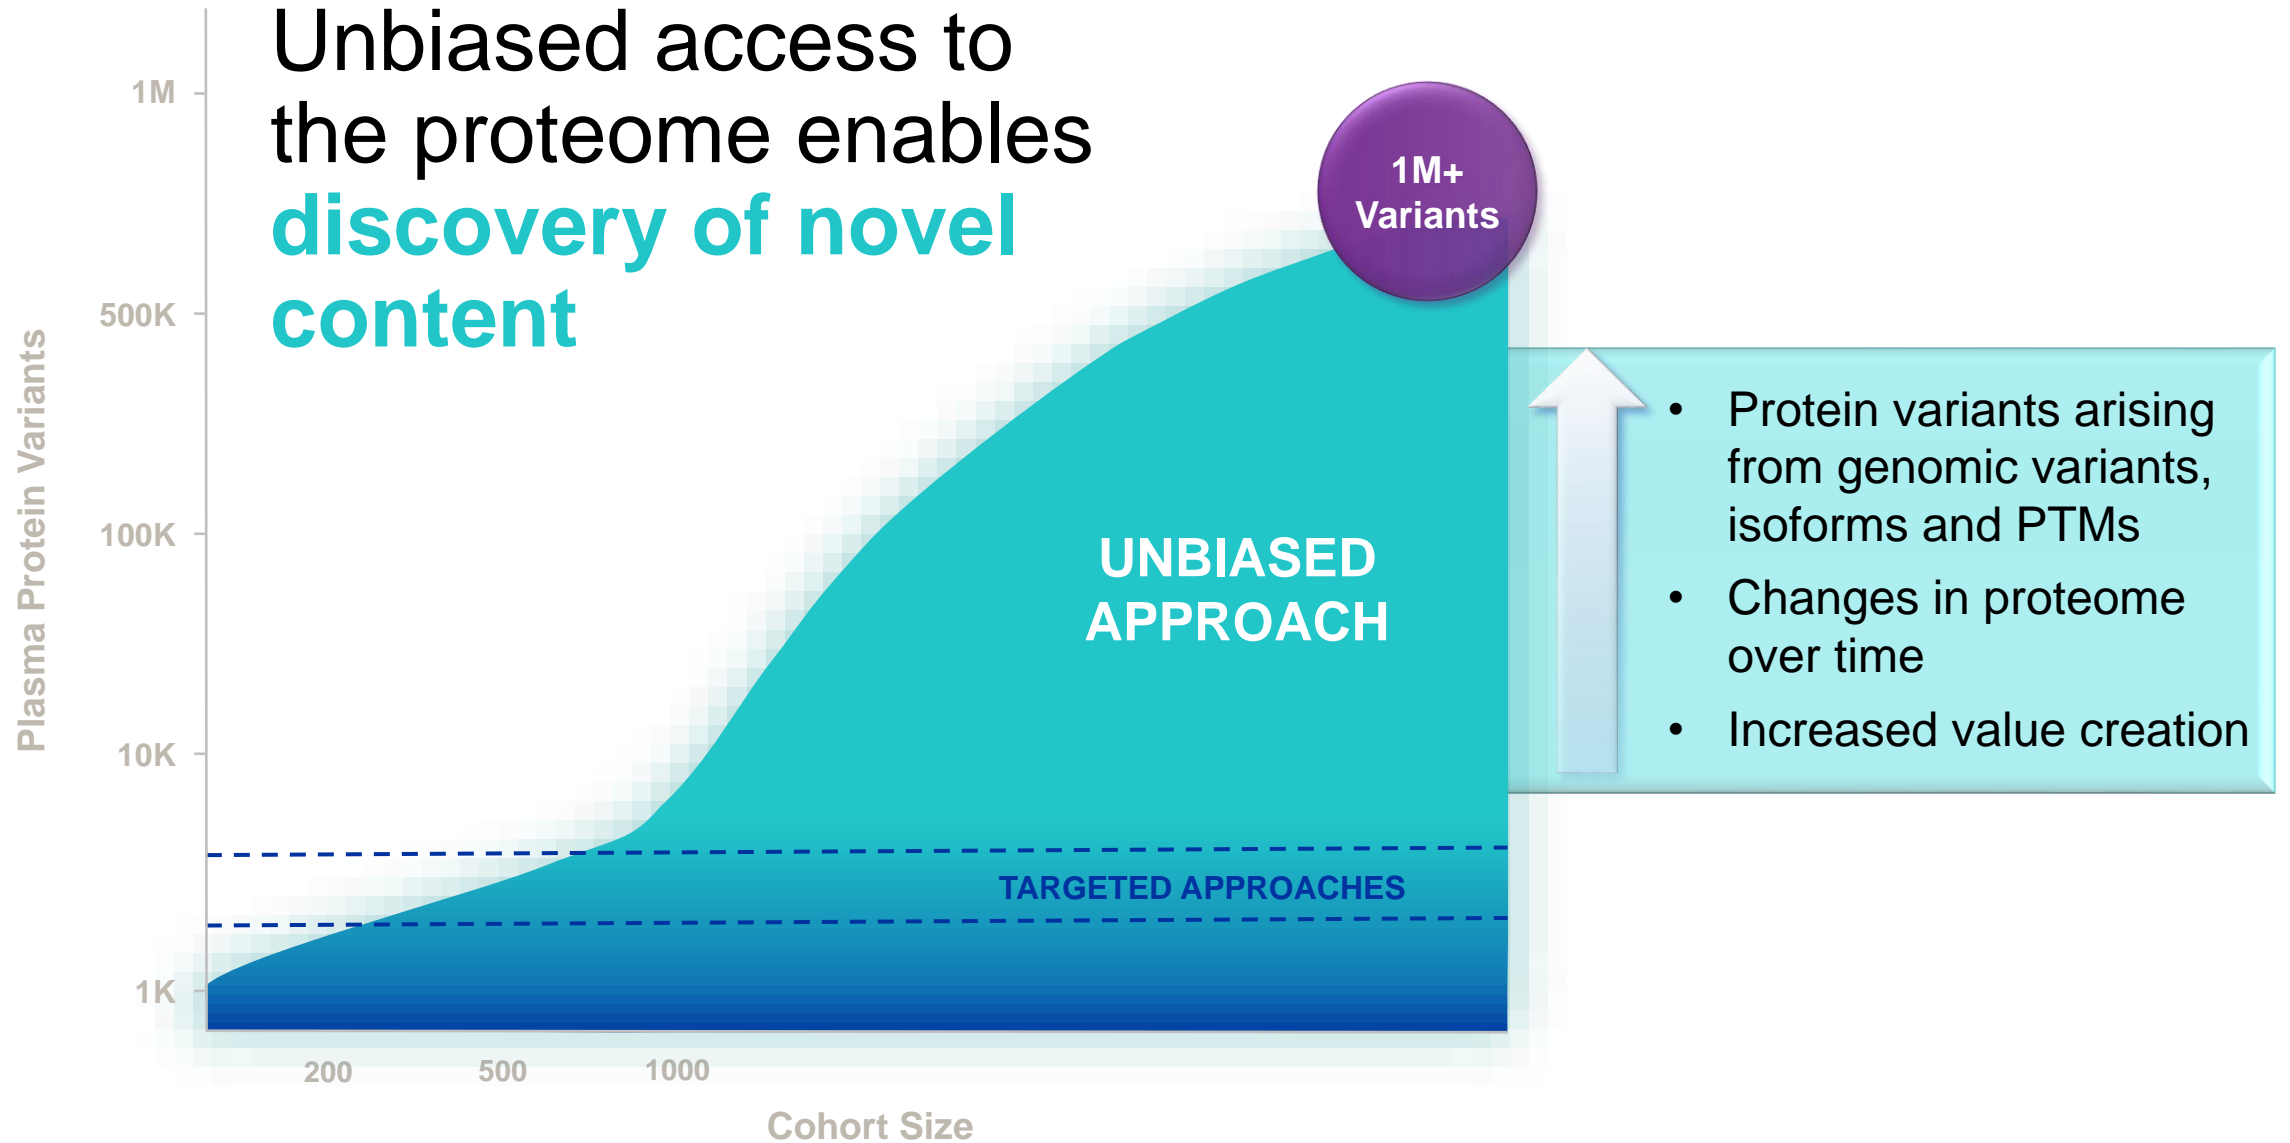 Unbiased access to
the proteome enables
discovery of novel
content
1M
500K
100K
10K
1K
Plasma Protein Variants
1M+
Variants
UNBIASED
APPROACH
TARGETED APPROACHES
• Protein variants arising
from genomic variants,
isoforms and PTMs
• Changes in proteome
over time
• Increased value creation
200 500 1000
Cohort Size